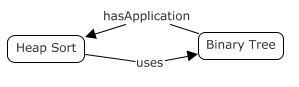 hasApplication
Heap Sort
Binary Tree
uses